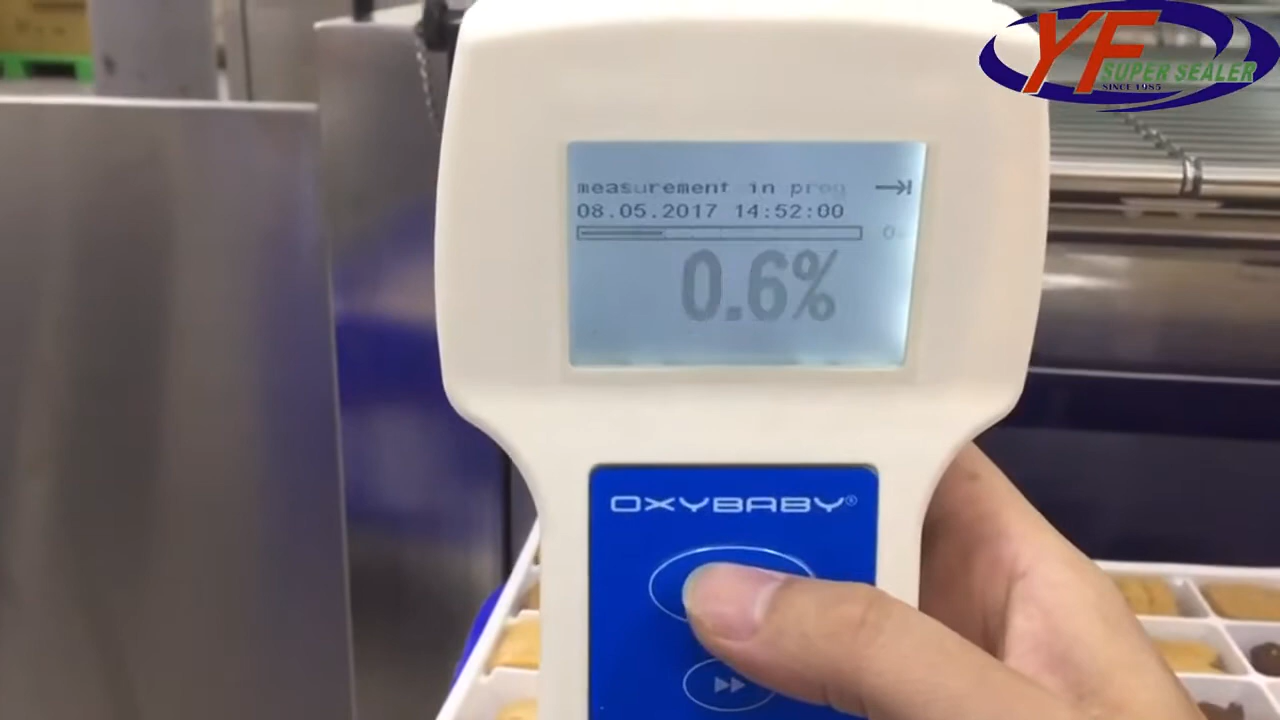 YF
SUPER SEALER
SINCE 1985
measurement in prog
08.05.2017 14:52:00
0.6%
OXYBABY®